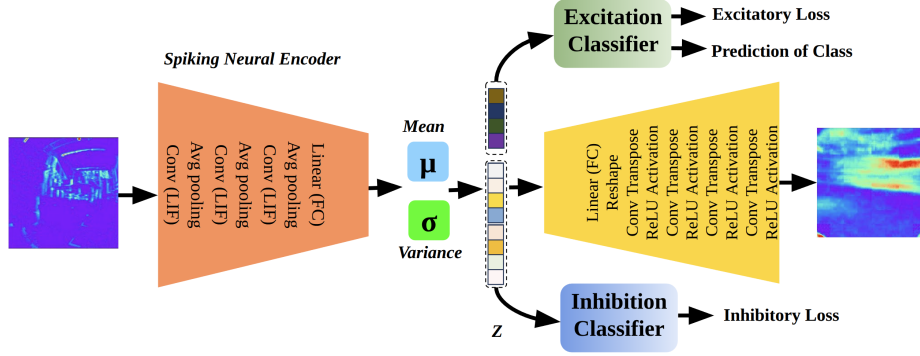 Spiking Neural Encoder
Conv (LIF)
Avg pooling
Conv (LIF)
Avg pooling
Conv (LIF)
Avg pooling
Linear (FC)
Mean
μ
σ
Variance
Z
Excitation
Classifier
Excitatory Loss
Prediction of Class
Linear (FC)
Reshape
Conv Transpose
ReLU Activation
Conv Transpose
ReLU Activation
Conv Transpose
ReLU Activation
Conv Transpose
ReLU Activation
Inhibition
Classifier
Inhibitory Loss